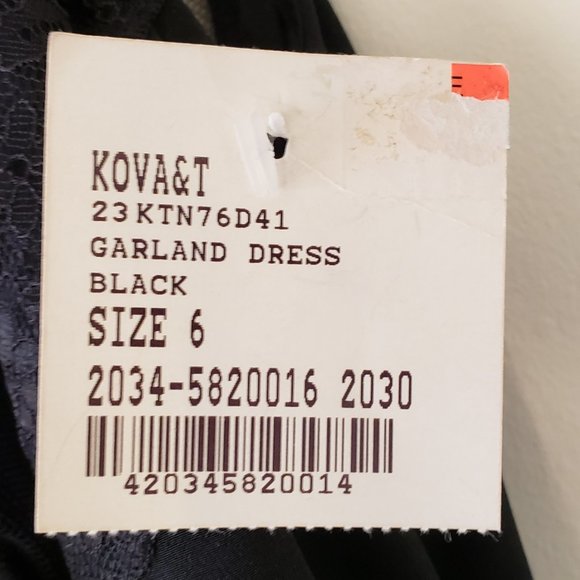 KOVA&T
23KTN76D41
GARLAND DRESS
BLACK
SIZE 6
2034-5820016 2030
420345820014